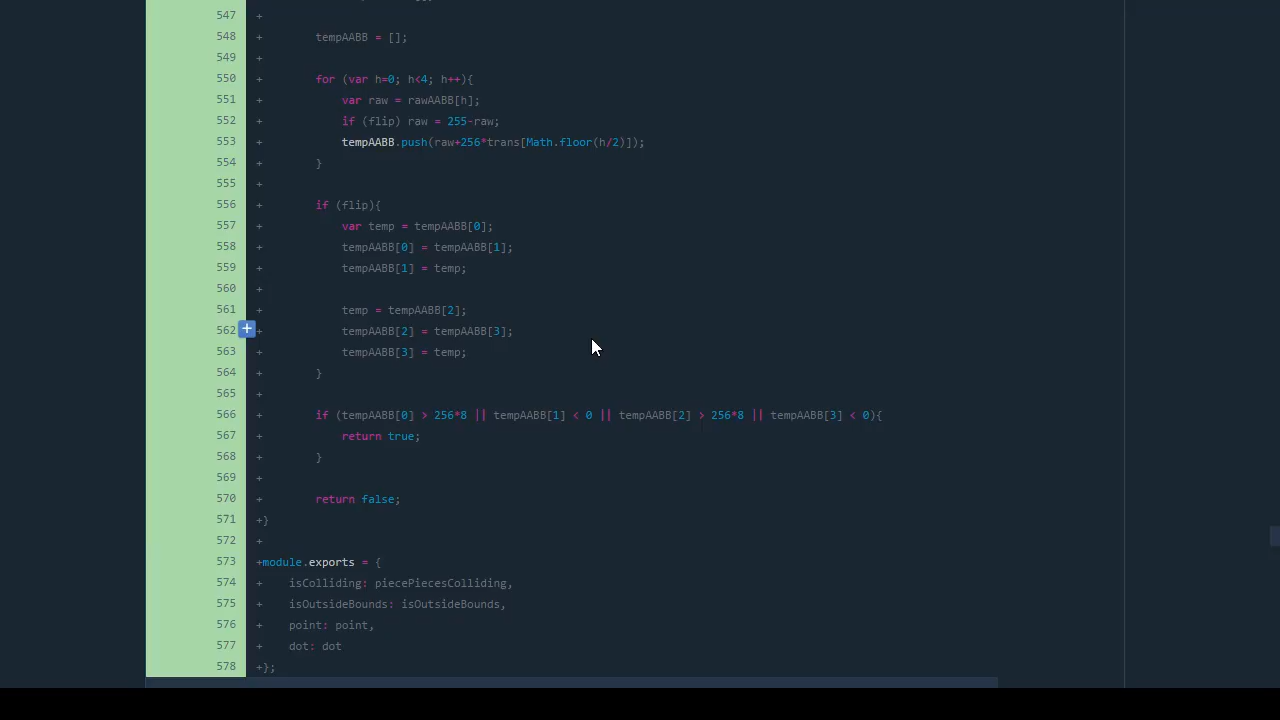 547 +
548 + tempAABB = [];
549 +
550 + for (var h=0; h<4; h++){
551 + var raw = rawAABB[h];
552 + if (flip) raw = 255-raw;
553 + tempAABB.push(raw+256*trans[Math.floor(h/2)]);
554 + }
555 +
556 + if (flip){
557 + var temp = tempAABB[0];
558 + tempAABB[0] = tempAABB[1];
559 + tempAABB[1] = temp;
560 +
561 + temp = tempAABB[2];
562 + + tempAABB[2] = tempAABB[3];
563 + tempAABB[3] = temp;
564 + }
565 +
566 + if (tempAABB[0] > 256*8 || tempAABB[1] < 0 || tempAABB[2] > 256*8 || tempAABB[3] < 0){
567 + return true;
568 + }
569 +
570 + return false;
571 +}
572 +
573 +module.exports = {
574 + isColliding: piecePiecesColliding,
575 + isOutsideBounds: isOutsideBounds,
576 + point: point,
577 + dot: dot
578 +};